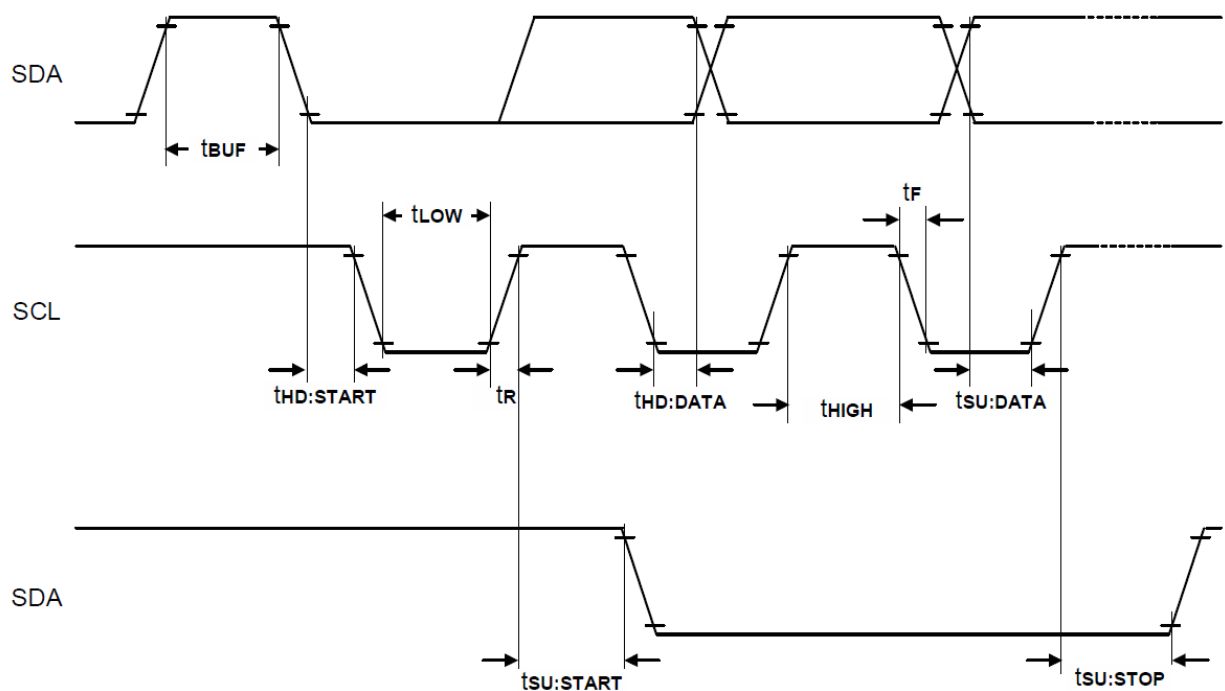 SDA
tBUF
tF
tLOW
SCL
tHD:START
tR
tHD:DATA
tHIGH
tSU:DATA
SDA
tSU:START
tSU:STOP